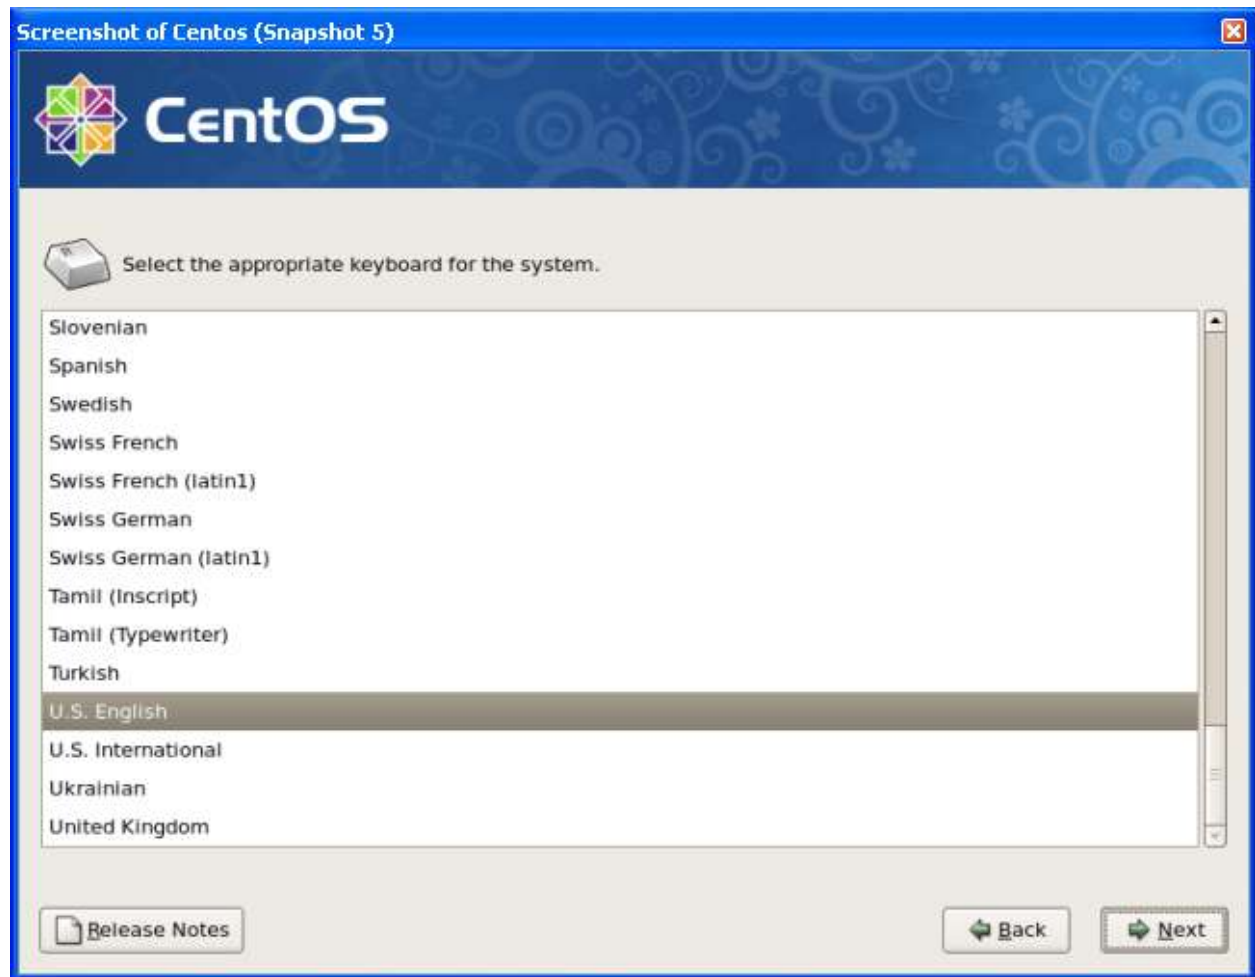 Screenshot of Centos (Snapshot 5)
CentOS
Select the appropriate keyboard for the system.
Slovenian
Spanish
Swedish
Swiss French
Swiss French (latin1)
Swiss German
Swiss German (latin1)
Tamil (Inscript)
Tamil (Typewriter)
Turkish
U.S. English
U.S. International
Ukrainian
United Kingdom
Release Notes
Back
Next